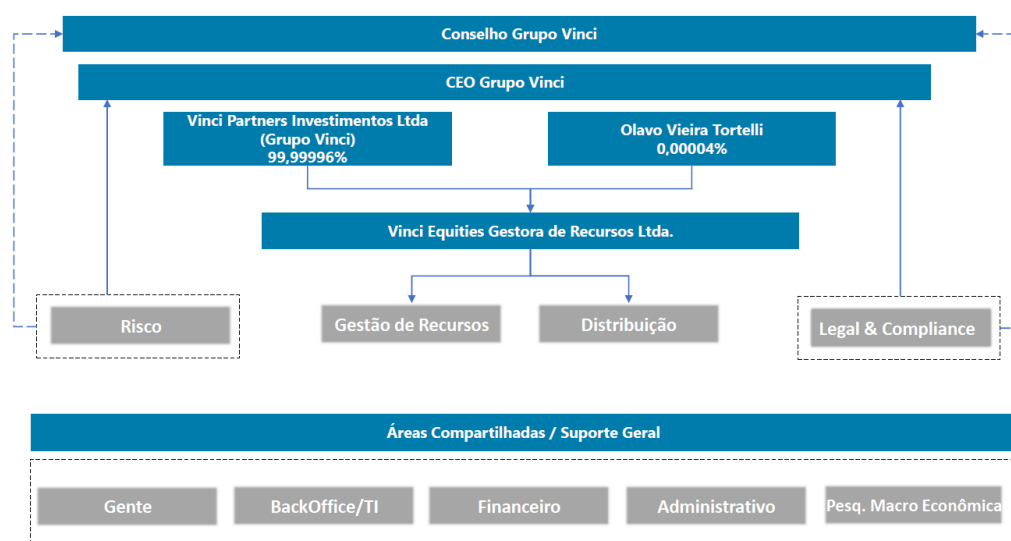 Conselho Grupo Vinci
CEO Grupo Vinci
Vinci Partners Investimentos Ltda
(Grupo Vinci)
99,99996%
Olavo Vieira Tortelli
0,00004%
Vinci Equities Gestora de Recursos Ltda.
Risco
Gestão de Recursos
Distribuição
Legal & Compliance
Áreas Compartilhadas / Suporte Geral
Gente
BackOffice/TI
Financeiro
Administrativo
Pesq. Macro Econômica